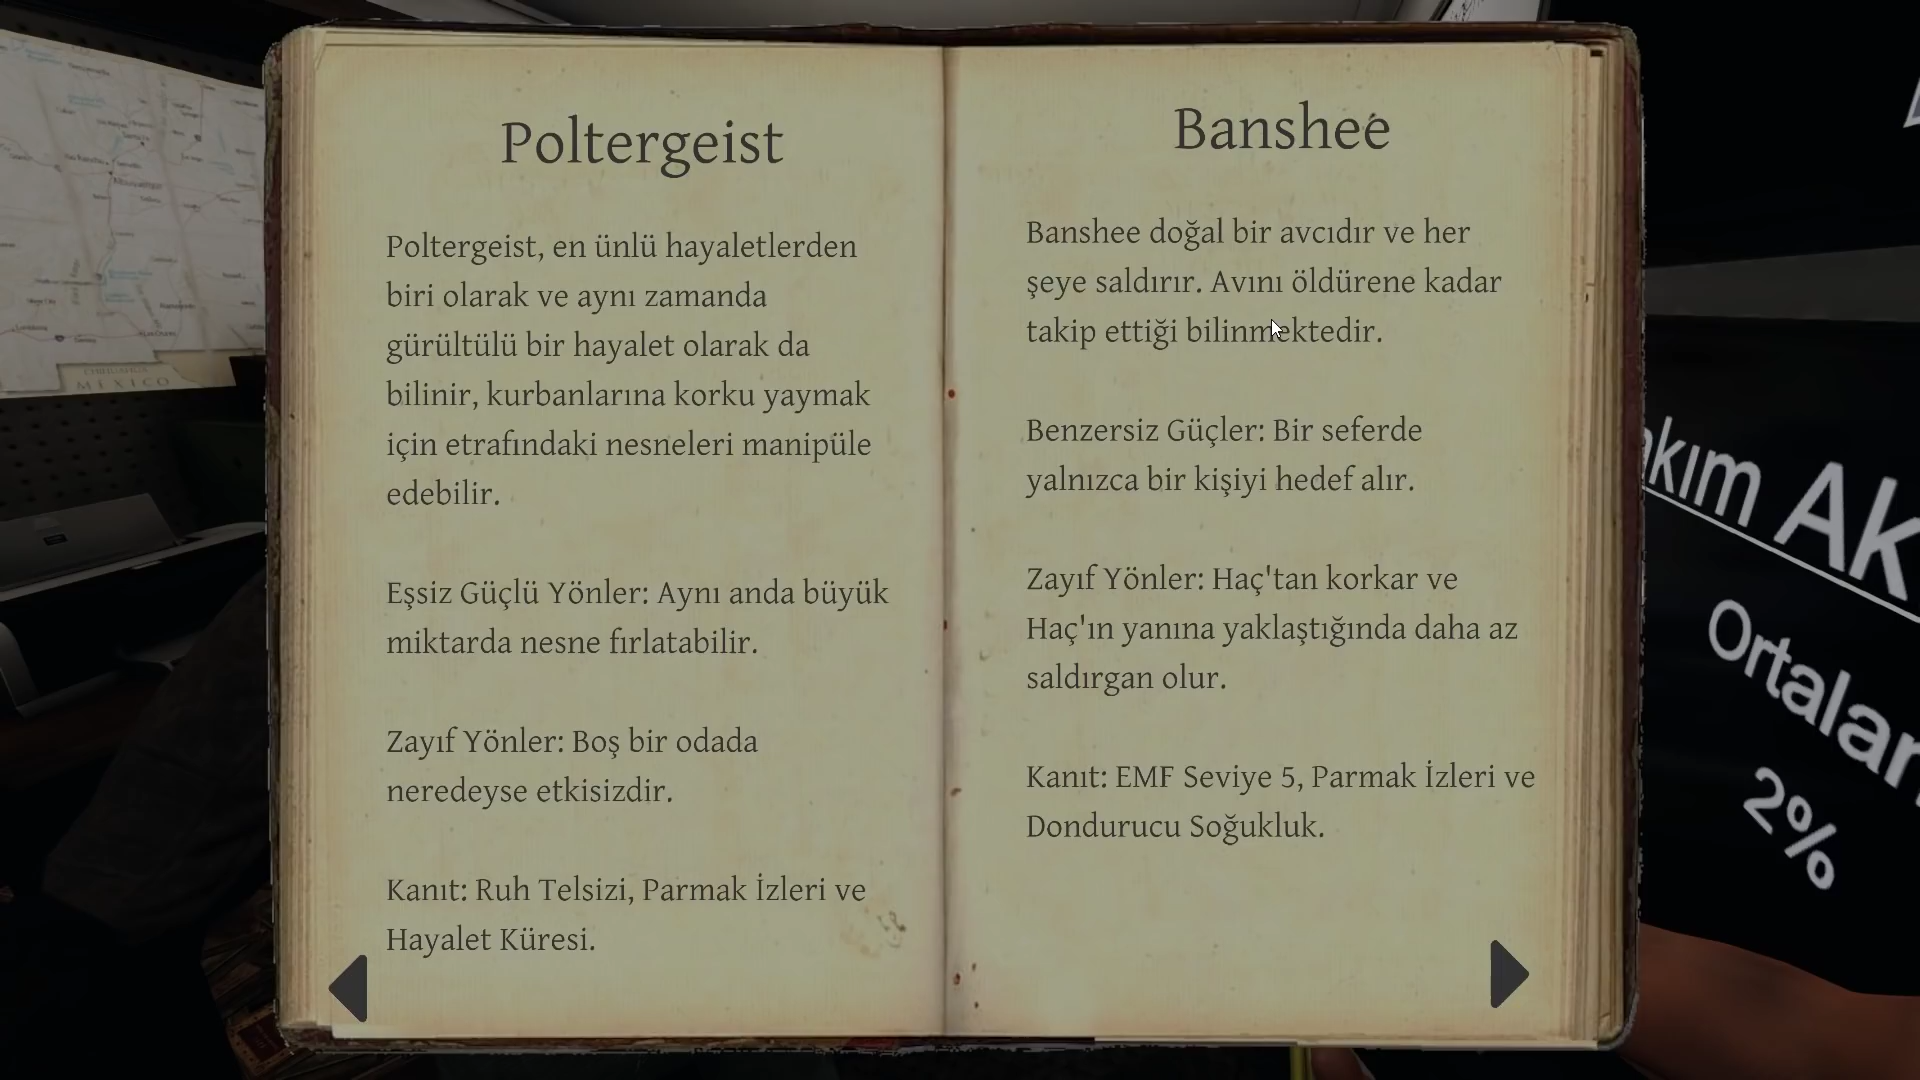 Poltergeist
Poltergeist, en ünlü hayaletlerden
biri olarak ve aynı zamanda
gürültülü bir hayalet olarak da
bilinir, kurbanlarına korku yaymak
için etrafındaki nesneleri manipüle
edebilir.
Eşsiz Güçlü Yönler: Aynı anda büyük
miktarda nesne fırlatabilir.
Zayıf Yönler: Boş bir odada
neredeyse etkisizdir.
Kanıt: Ruh Telsizi, Parmak İzleri ve
Hayalet Küresi.
Banshee
Banshee doğal bir avcıdır ve her
şeye saldırır. Avını öldürene kadar
takip ettiği bilinmektedir.
Benzersiz Güçler: Bir seferde
yalnızca bir kişiyi hedef alır.
Zayıf Yönler: Haç'tan korkar ve
Haç'ın yanına yaklaştığında daha az
saldırgan olur.
Kanıt: EMF Seviye 5, Parmak İzleri ve
Dondurucu Soğukluk.
CHIHUAHUA
MEXICO
2%